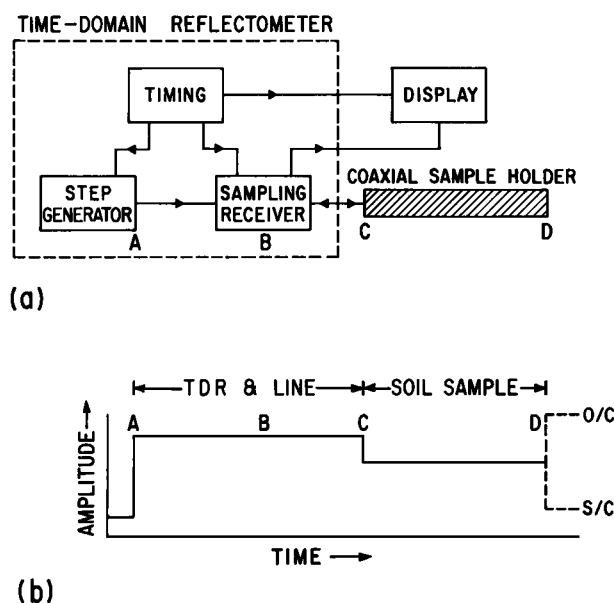 TIME-DOMAIN REFLECTOMETER
TIMING
DISPLAY
STEP
GENERATOR
SAMPLING
RECEIVER
COAXIAL SAMPLE HOLDER
A
B
C
D
(a)
TDR & LINE
SOIL SAMPLE
A
B
C
D
O/C
S/C
AMPLITUDE
TIME
(b)